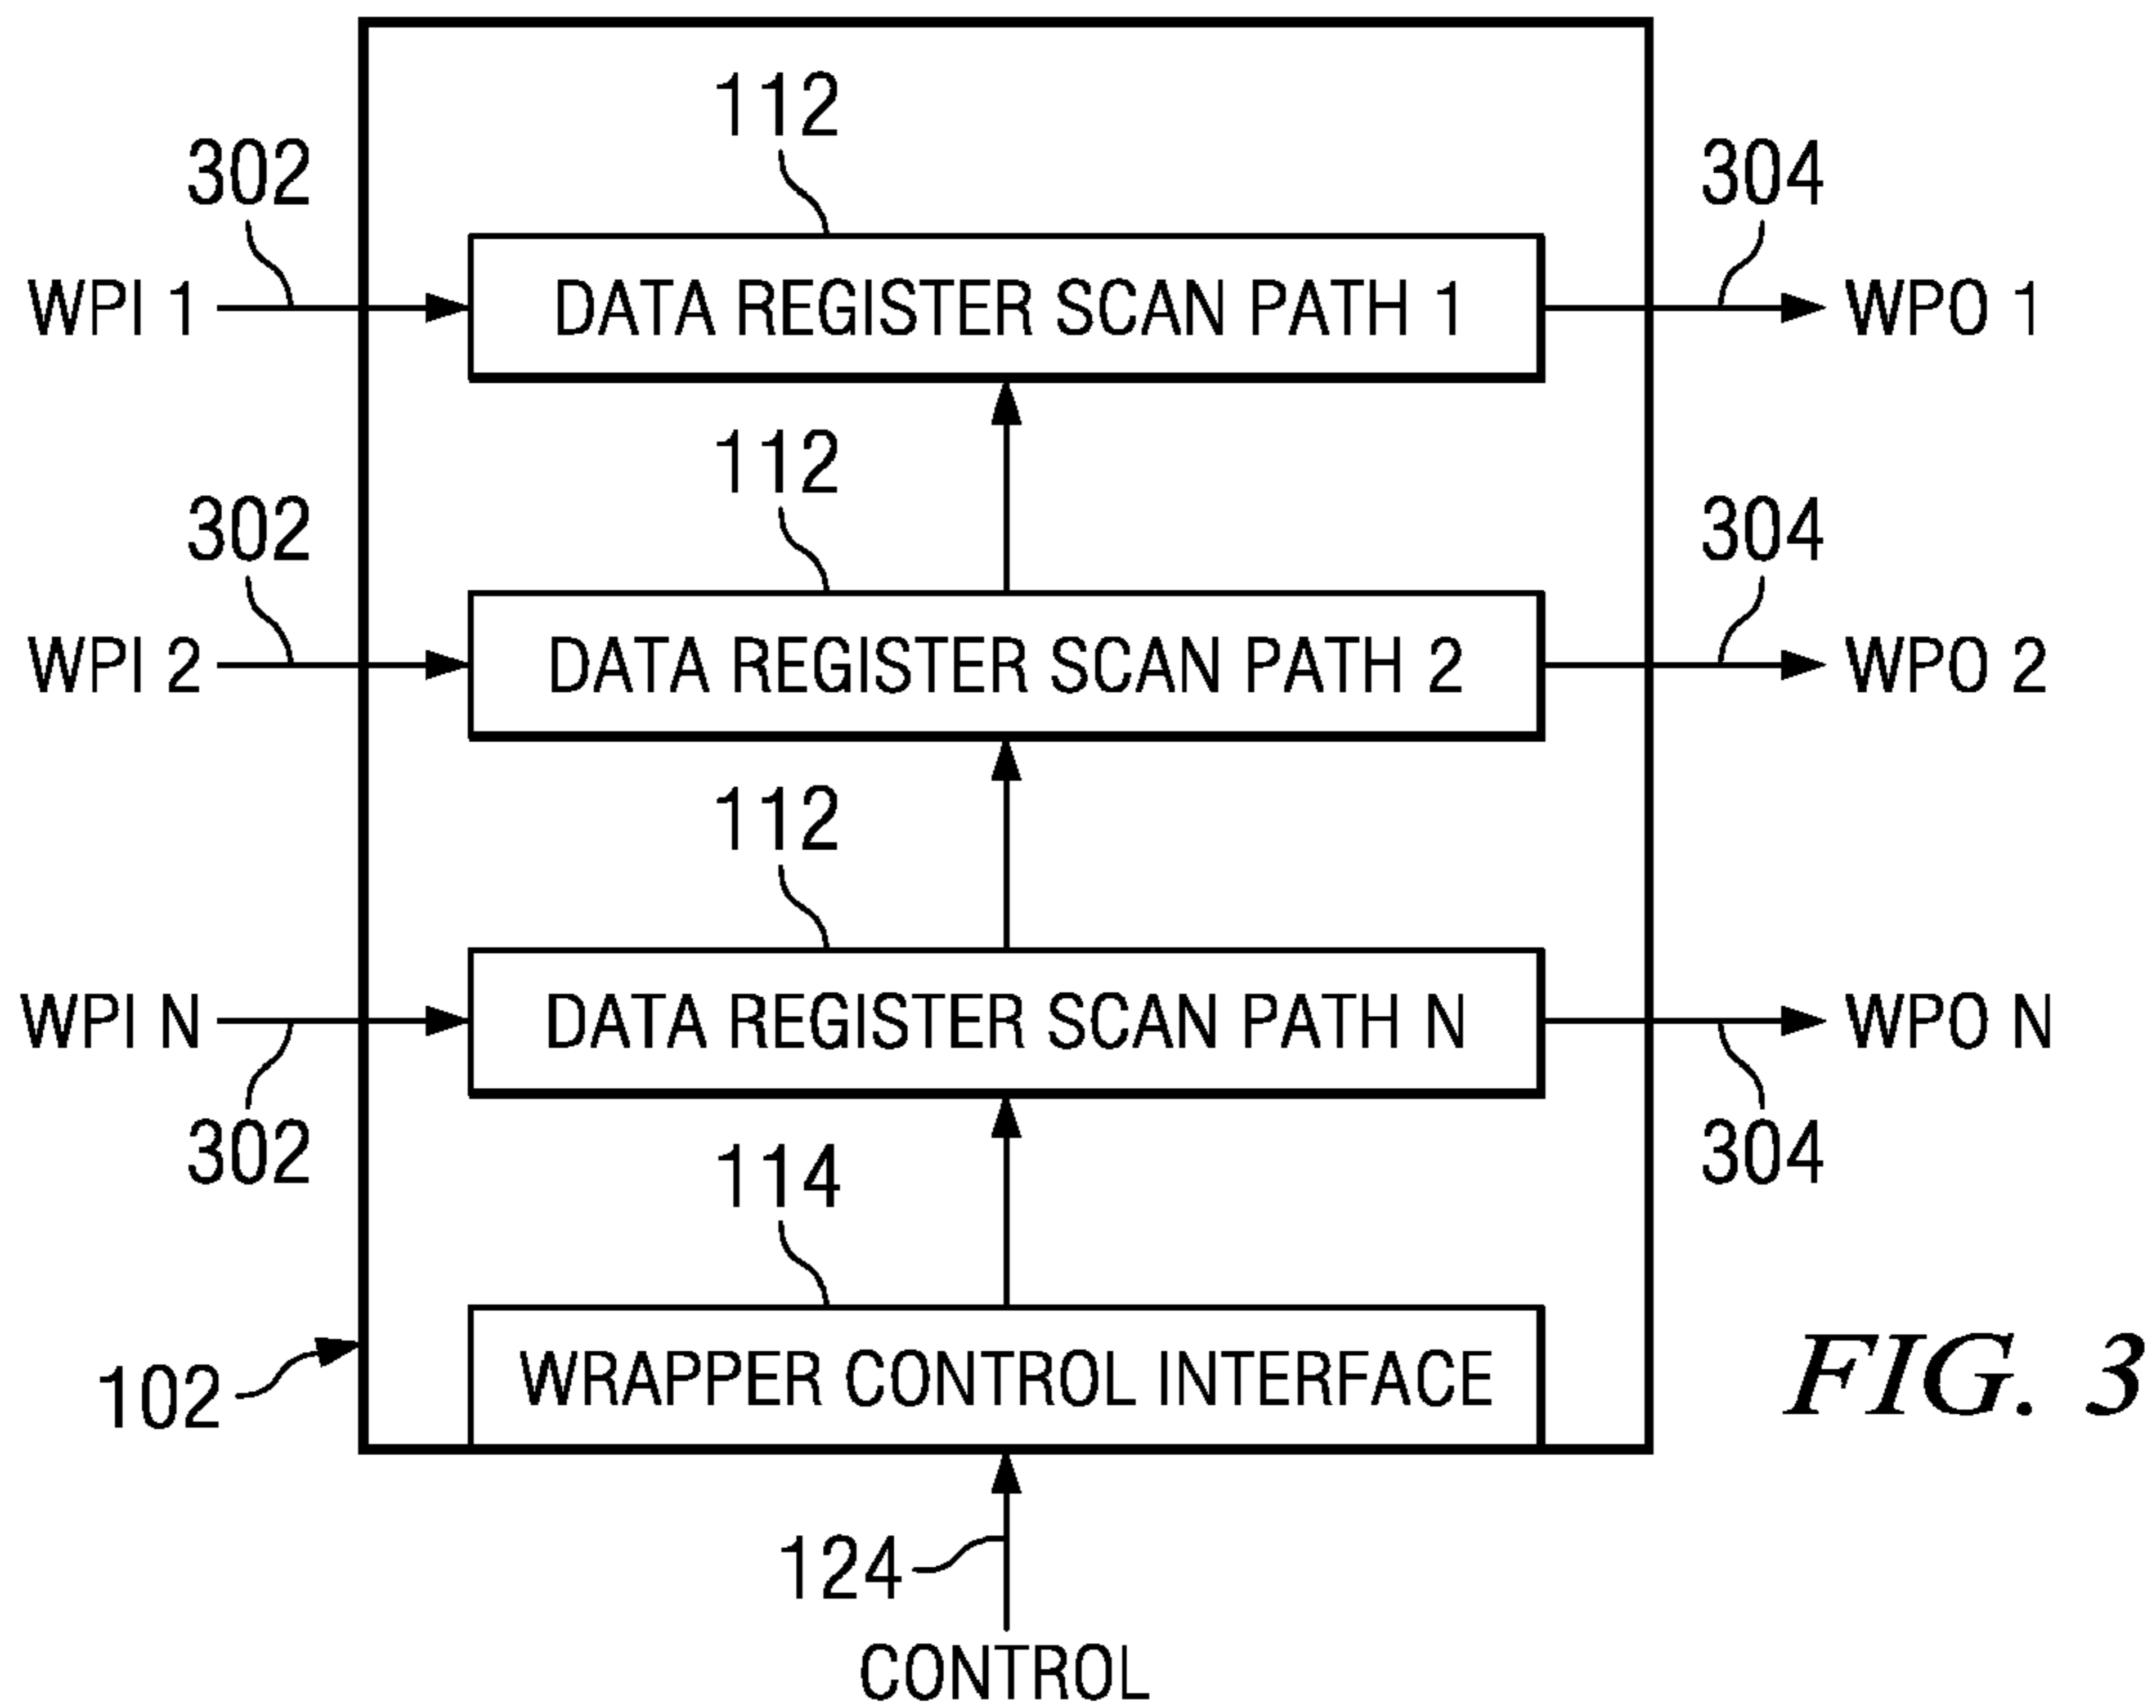 112
302
304
WPI 1
DATA REGISTER SCAN PATH 1
WPO 1
112
302
304
WPI 2
DATA REGISTER SCAN PATH 2
WPO 2
112
WPI N
DATA REGISTER SCAN PATH N
WPO N
302
114
304
102
WRAPPER CONTROL INTERFACE
FIG. 3
124
CONTROL